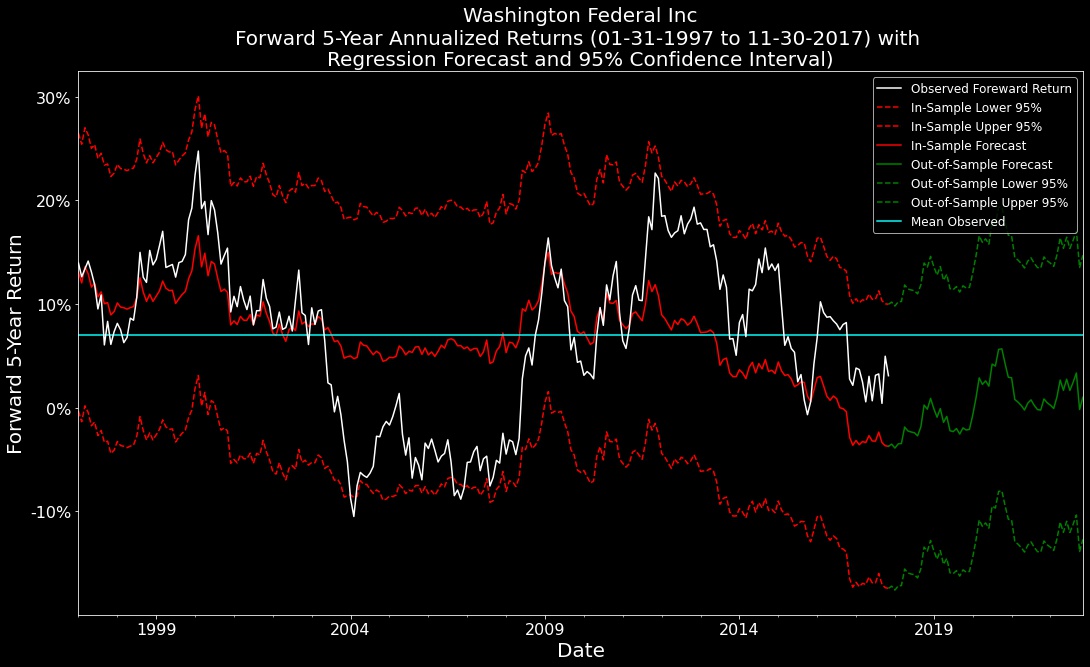 Washington Federal Inc
Forward 5-Year Annualized Returns (01-31-1997 to 11-30-2017) with
Regression Forecast and 95% Confidence Interval)
Forward 5-Year Return
30%
20%
10%
0%
-10%
Observed Foreward Return
In-Sample Lower 95%
In-Sample Upper 95%
In-Sample Forecast
Out-of-Sample Forecast
Out-of-Sample Lower 95%
Out-of-Sample Upper 95%
Mean Observed
1999 2004 2009 2014 2019
Date